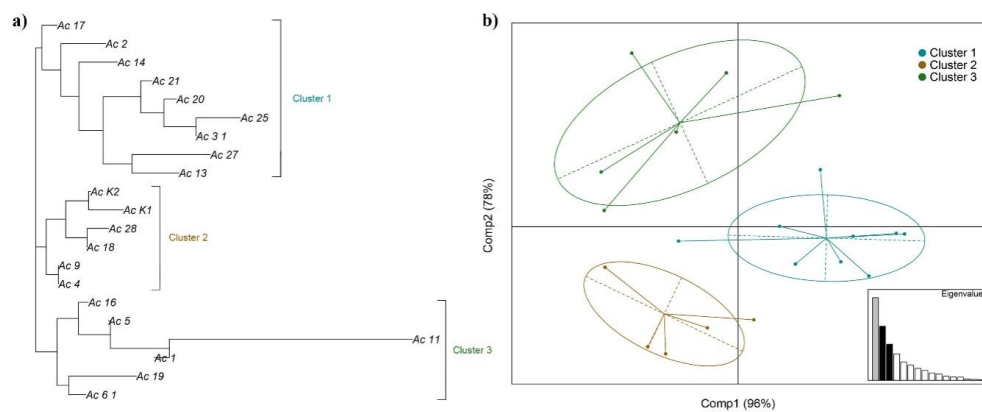 a)
Ac 17
Ac 2
Ac 14
Ac 21
Ac 20
Ac 25
Ac 3 1
Ac 27
Ac 13
Cluster 1
Ac K2
Ac K1
Ac 28
Ac 18
Ac 9
Ac 4
Cluster 2
Ac 16
Ac 5
Ac 11
Ac 1
Ac 19
Ac 6 1
Cluster 3
b)
Cluster 1
Cluster 2
Cluster 3
Comp2 (78%)
Eigenvalue
Comp1 (96%)